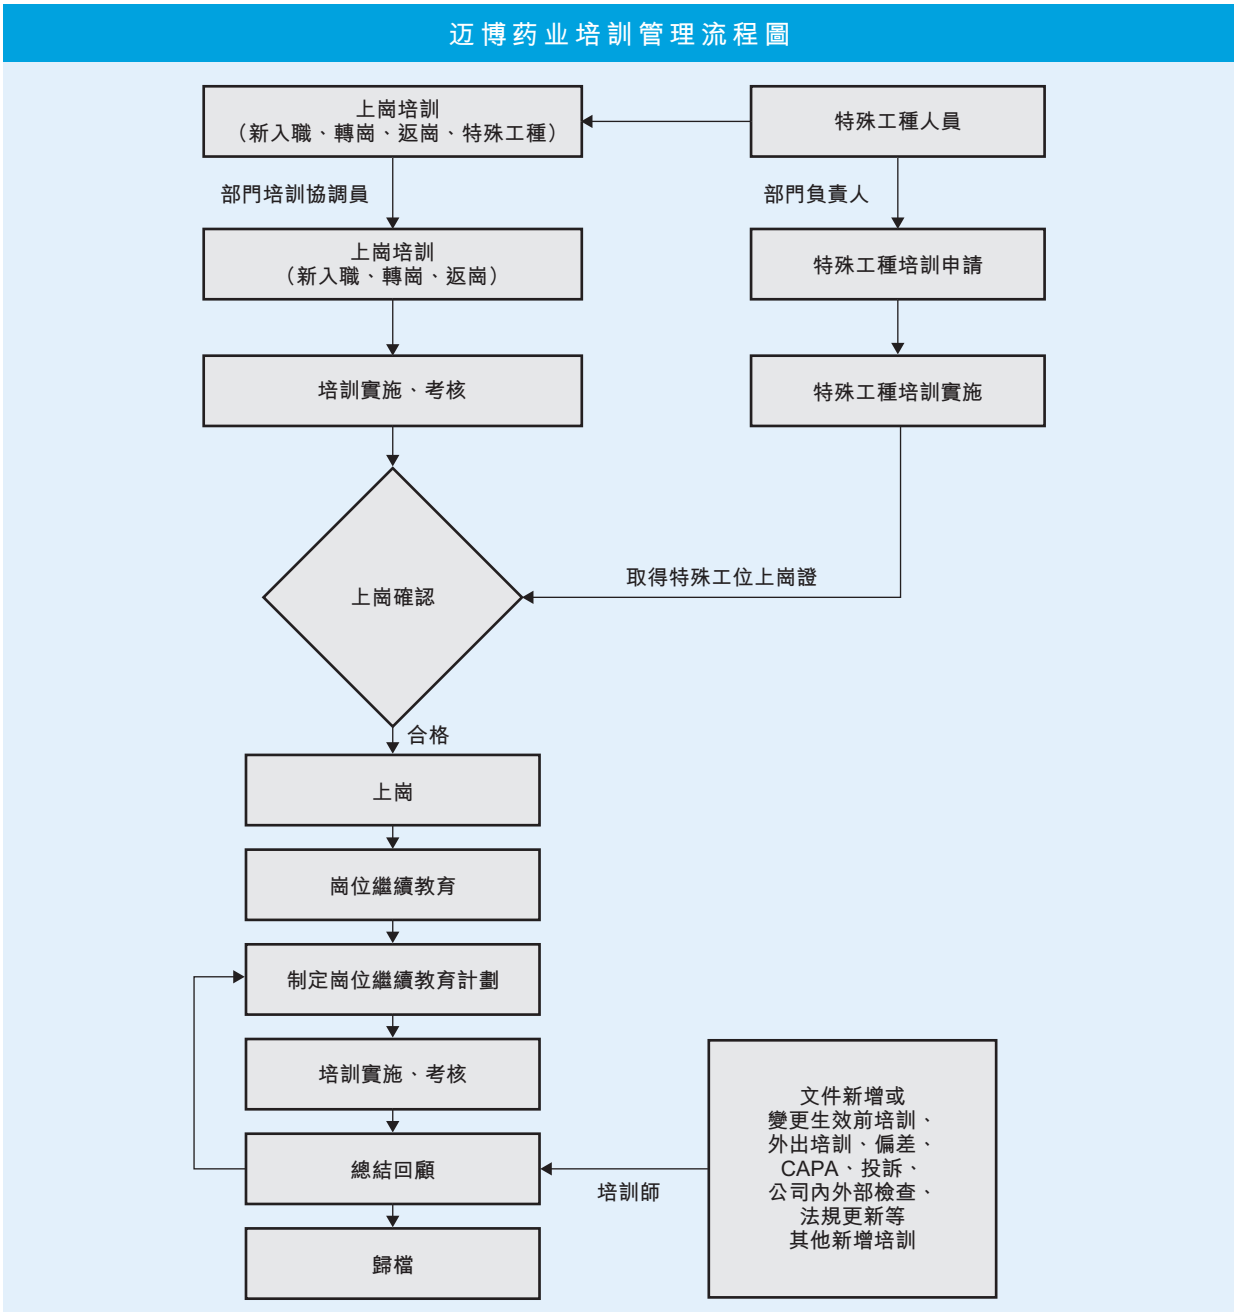 迈博药业培訓管理流程圖
上崗培訓
（新入職、轉崗、返崗、特殊工種）
特殊工種人員
部門培訓協調員
部門負責人
上崗培訓
（新入職、轉崗、返崗）
特殊工種培訓申請
培訓實施、考核
特殊工種培訓實施
取得特殊工位上崗證
上崗確認
合格
上崗
崗位繼續教育
制定崗位繼續教育計劃
培訓實施、考核
總結回顧
歸檔
培訓師
文件新增或
變更生效前培訓、
外出培訓、偏差、
CAPA、投訴、
公司內外部檢查、
法規更新等
其他新增培訓